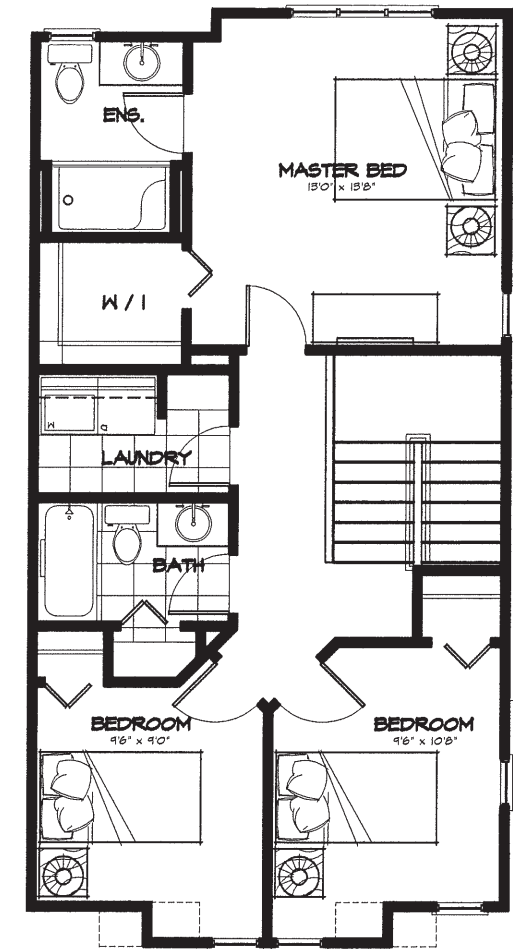 ENS.
MASTER BED
13'0" x 13'8"
W / I
W D
LAUNDRY
BATH
BEDROOM
9'6" x 9'0"
BEDROOM
9'6" x 10'8"